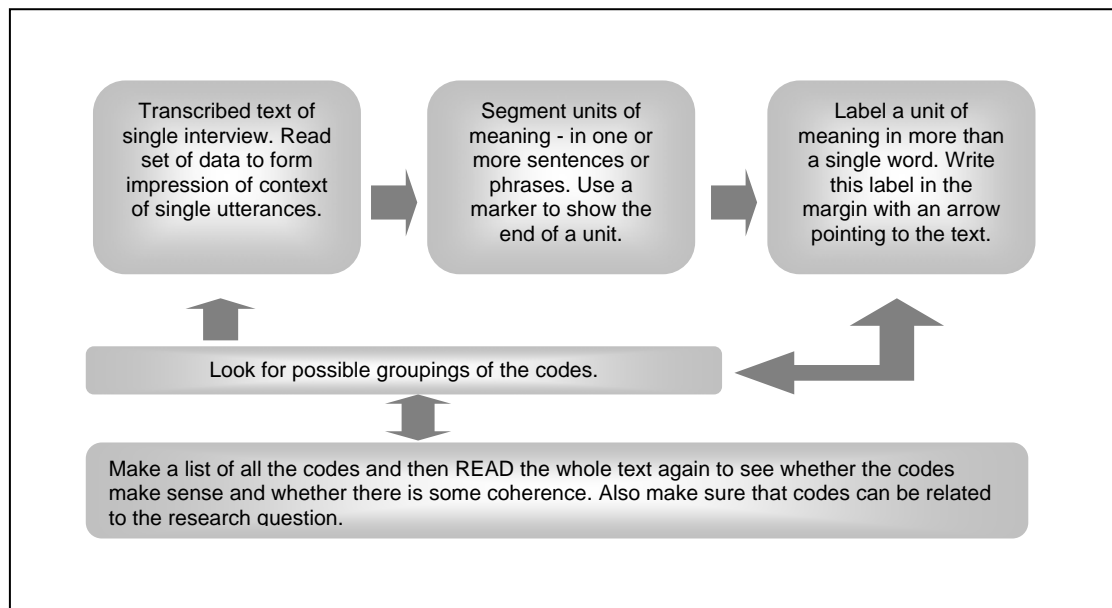 Transcribed text of
single interview. Read
set of data to form
impression of context
of single utterances.
Segment units of
meaning - in one or
more sentences or
phrases. Use a
marker to show the
end of a unit.
Label a unit of
meaning in more than
a single word. Write
this label in the
margin with an arrow
pointing to the text.
Look for possible groupings of the codes.
Make a list of all the codes and then READ the whole text again to see whether the codes
make sense and whether there is some coherence. Also make sure that codes can be related
to the research question.